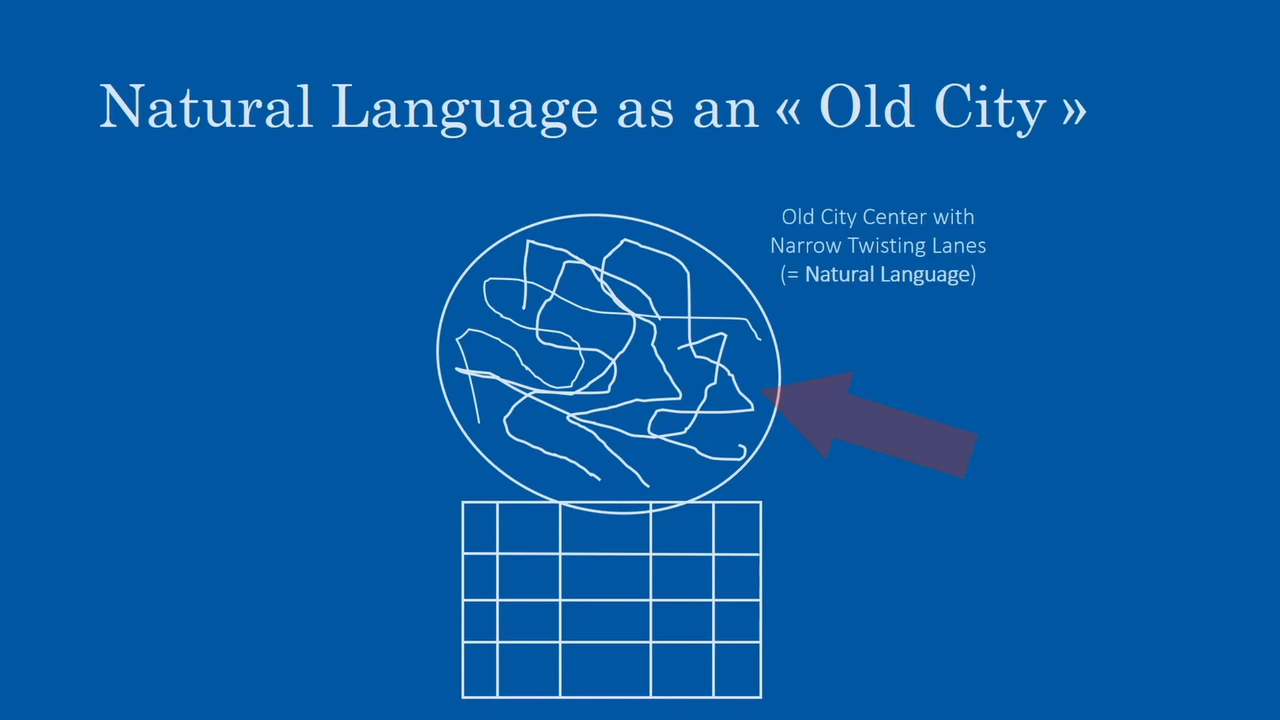 Natural Language as an « Old City »
Old City Center with
Narrow Twisting Lanes
(= Natural Language)